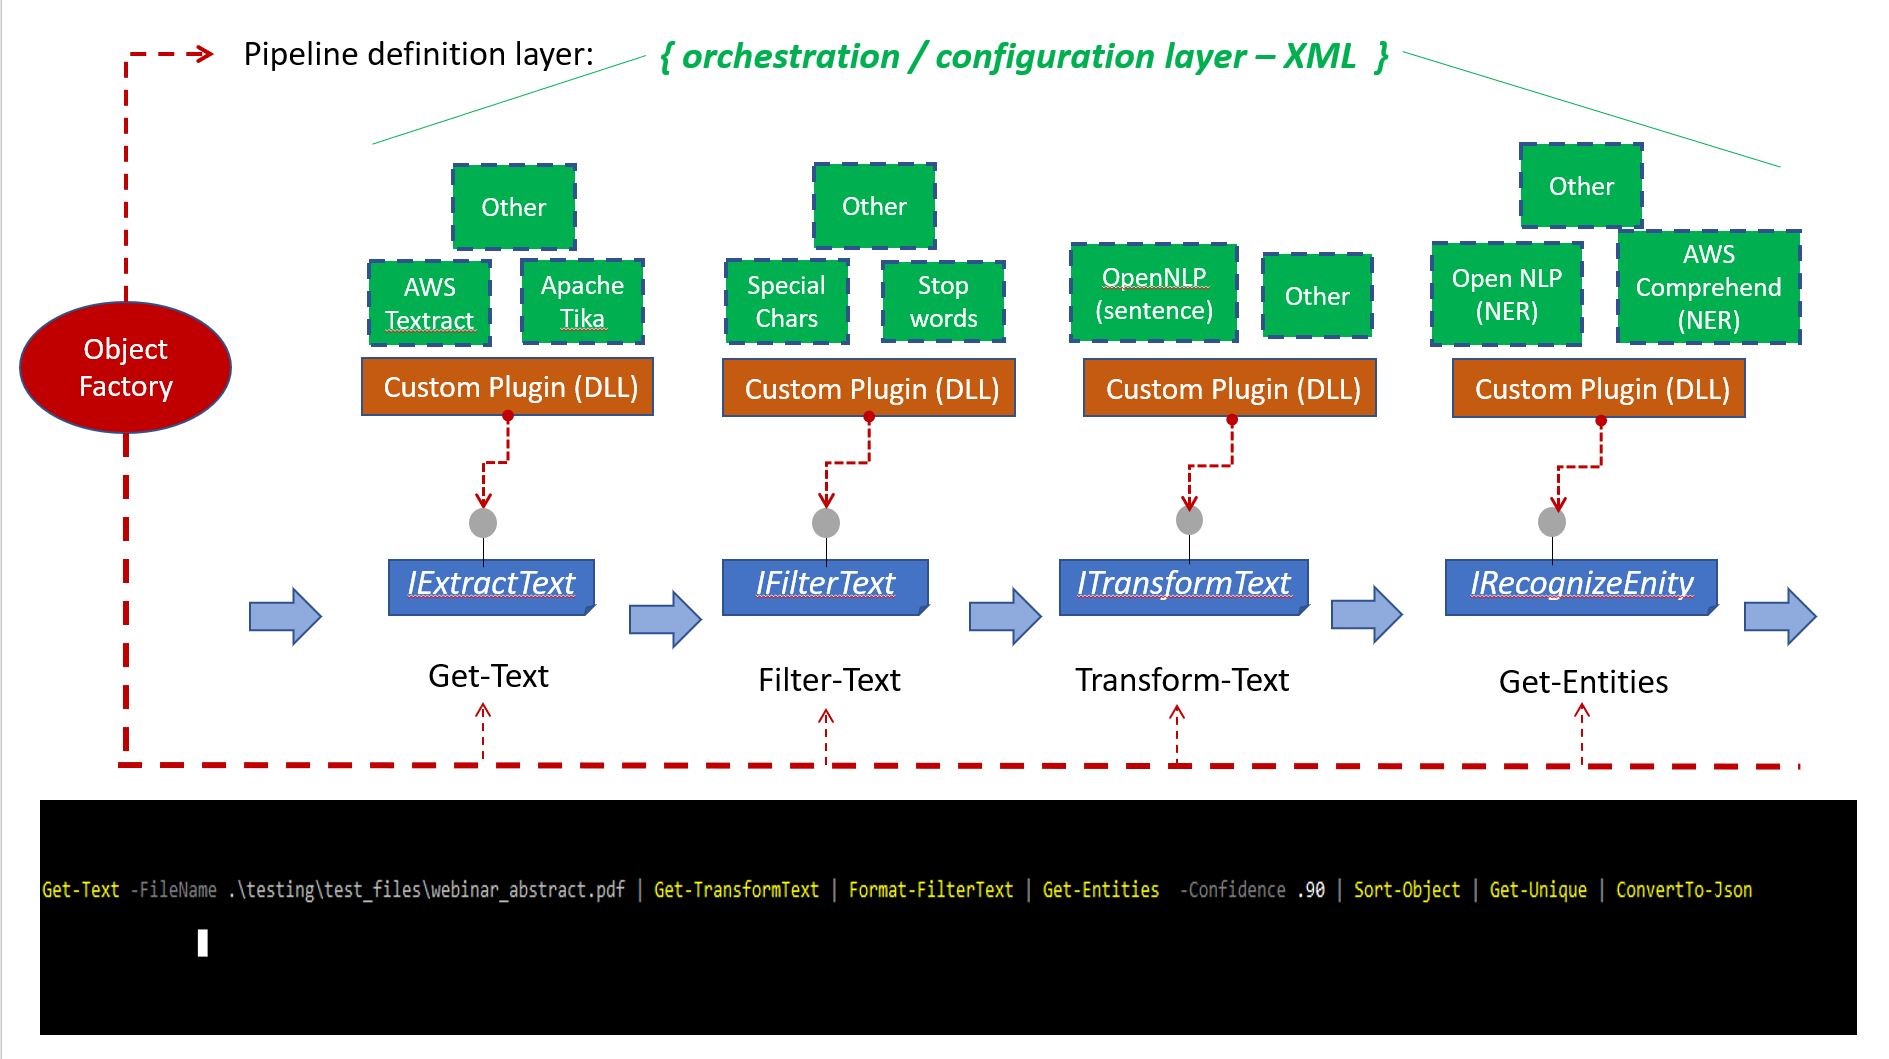 Pipeline definition layer: { orchestration / configuration layer – XML }
Other
AWS
Textract
Apache
Tika
Custom Plugin (DLL)
Other
Special
Chars
Stop
words
Custom Plugin (DLL)
OpenNLP
(sentence)
Other
Custom Plugin (DLL)
Other
Open NLP
(NER)
AWS
Comprehend
(NER)
Custom Plugin (DLL)
Object
Factory
IExtractText
IFilterText
ITransformText
IRecognizeEnity
Get-Text
Filter-Text
Transform-Text
Get-Entities
Get-Text -FileName .\testing\test_files\webinar_abstract.pdf | Get-TransformText | Format-FilterText | Get-Entities -Confidence .90 | Sort-Object | Get-Unique | ConvertTo-Json